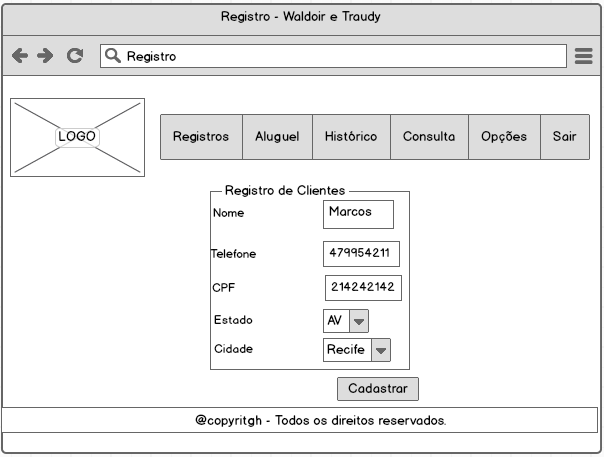 Registro - Waldoir e Traudy
Registro
LOGO
Registros Aluguel Histórico Consulta Opções Sair
Registro de Clientes
Nome Marcos
Telefone 479954211
CPF 214242142
Estado AV
Cidade Recife
Cadastrar
@copyritgh - Todos os direitos reservados.